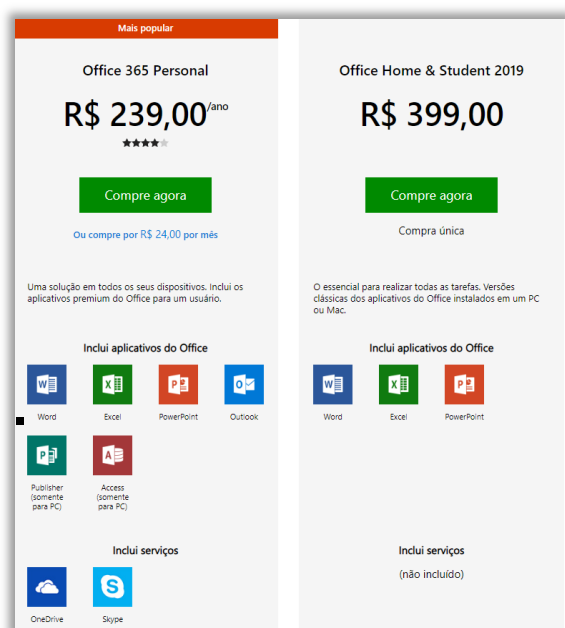 Mais popular
Office 365 Personal
R$ 239,00/ano
Compre agora
Ou compre por R$ 24,00 por mês
Uma solução em todos os seus dispositivos. Inclui os
aplicativos premium do Office para um usuário.
Inclui aplicativos do Office
Word
Excel
PowerPoint
Outlook
Publisher
(somente
para PC)
Access
(somente
para PC)
Inclui serviços
OneDrive
Skype
Office Home & Student 2019
R$ 399,00
Compre agora
Compra única
O essencial para realizar todas as tarefas. Versões
clássicas dos aplicativos do Office instalados em um PC
ou Mac.
Inclui aplicativos do Office
Word
Excel
PowerPoint
Inclui serviços
(não incluído)